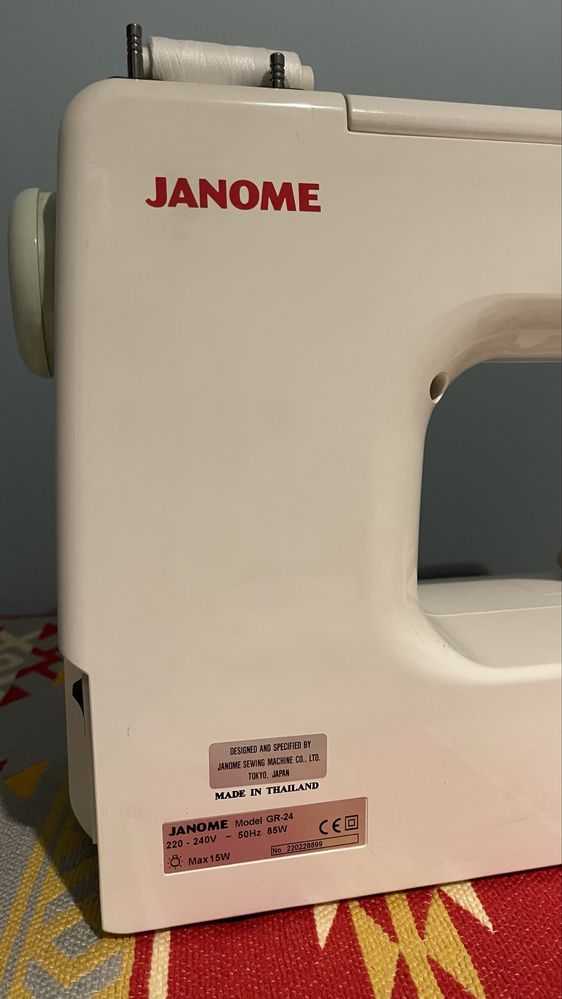 JANOME
DESIGNED AND SPECIFIED BY
JANOME SEWING MACHINE CO., LTD.
TOKYO, JAPAN
MADE IN THAILAND
JANOME Model GR-24
220 - 240V ~ 50Hz 85W CE
Max 15W No. 220228899